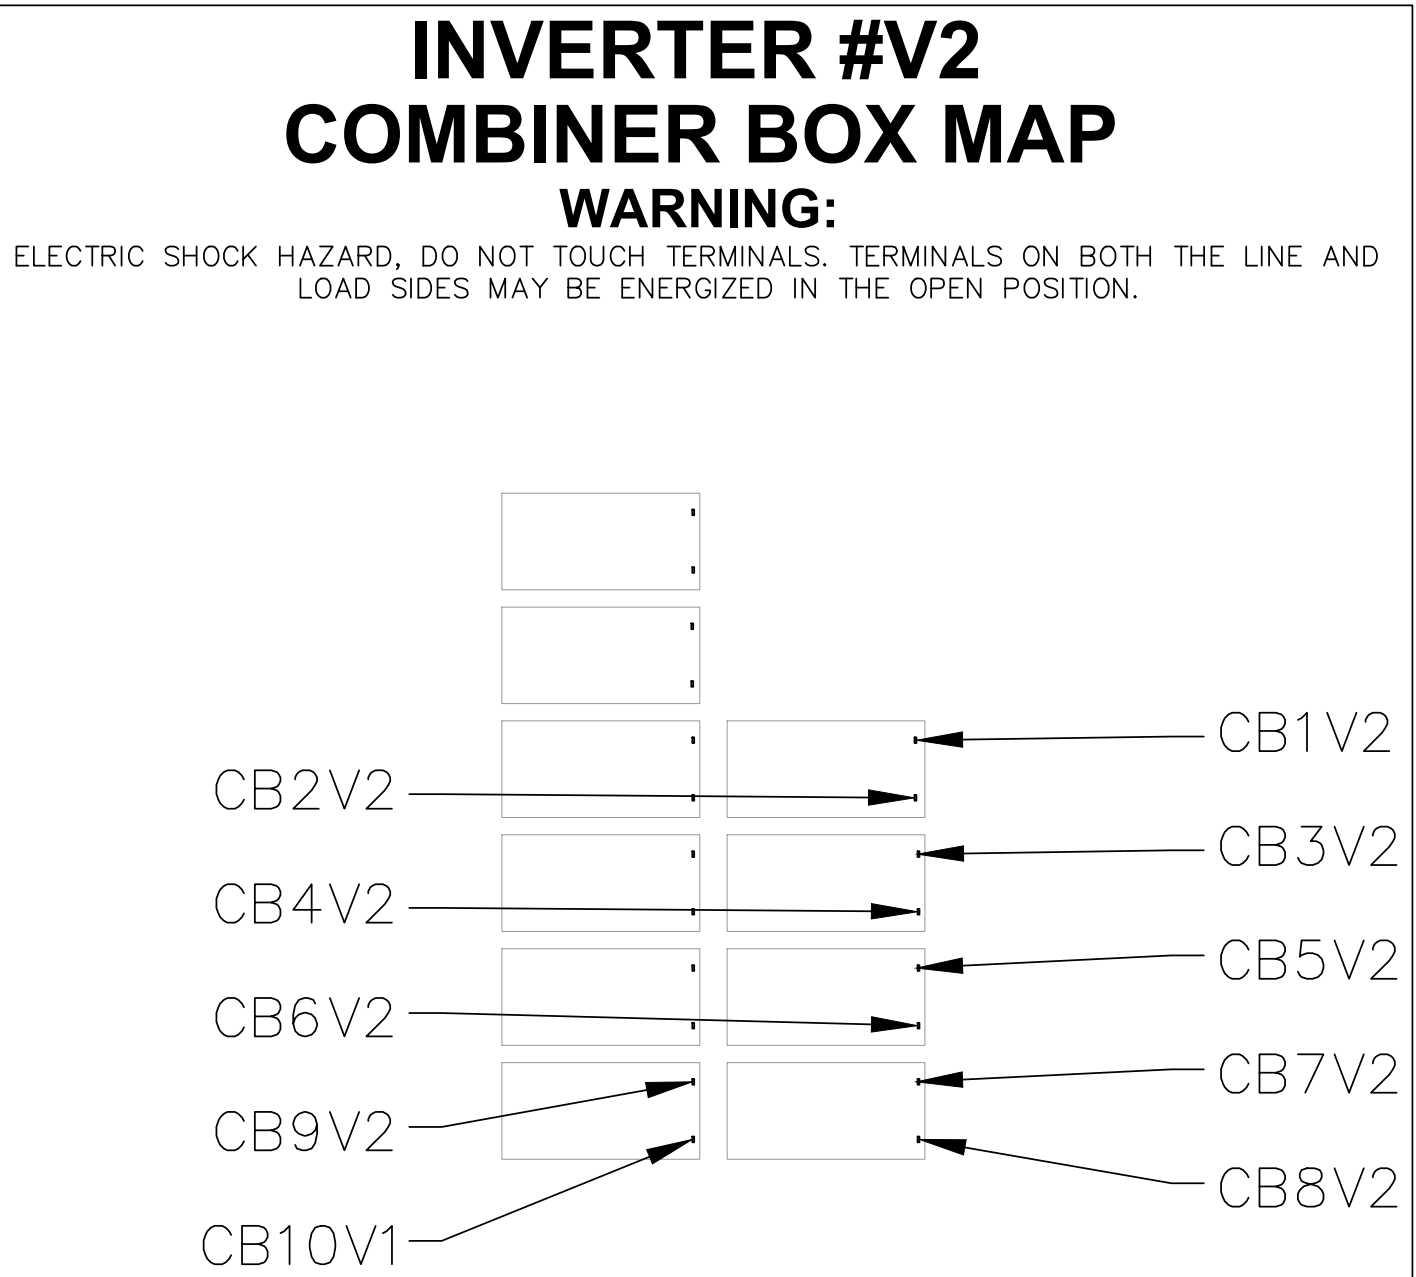 INVERTER #V2
COMBINER BOX MAP
WARNING:
ELECTRIC SHOCK HAZARD, DO NOT TOUCH TERMINALS. TERMINALS ON BOTH THE LINE AND
LOAD SIDES MAY BE ENERGIZED IN THE OPEN POSITION.
CB1V2
CB2V2
CB3V2
CB4V2
CB5V2
CB6V2
CB7V2
CB9V2
CB8V2
CB10V1